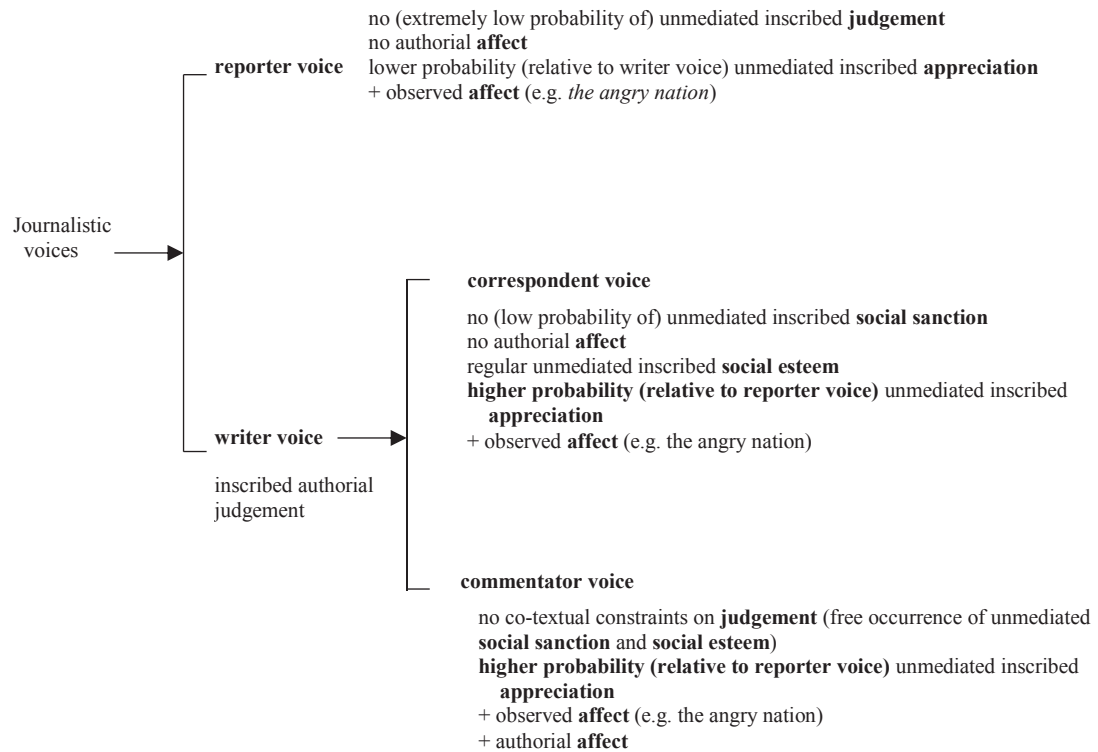 no (extremely low probability of) unmediated inscribed judgement
no authorial affect
reporter voice
lower probability (relative to writer voice) unmediated inscribed appreciation
+ observed affect (e.g. the angry nation)
Journalistic
voices
correspondent voice
no (low probability of) unmediated inscribed social sanction
no authorial affect
regular unmediated inscribed social esteem
higher probability (relative to reporter voice) unmediated inscribed
appreciation
+ observed affect (e.g. the angry nation)
writer voice
inscribed authorial
judgement
commentator voice
no co-textual constraints on judgement (free occurrence of unmediated
social sanction and social esteem)
higher probability (relative to reporter voice) unmediated inscribed
appreciation
+ observed affect (e.g. the angry nation)
+ authorial affect